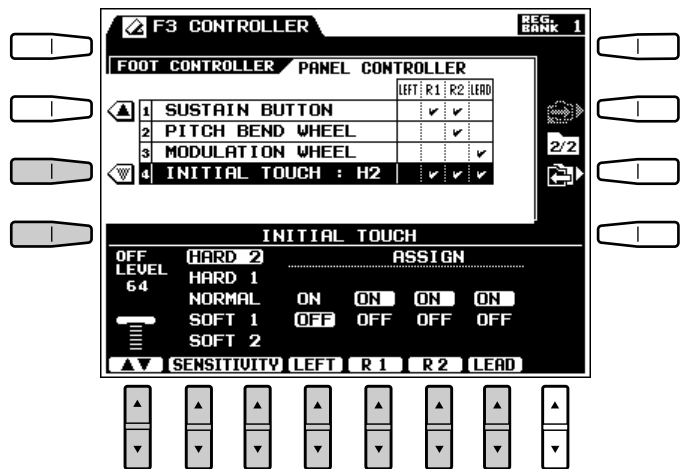 F3 CONTROLLER REG. BANK 1
FOOT CONTROLLER PANEL CONTROLLER
LEFT R1 R2 LEAD
1 SUSTAIN BUTTON
2 PITCH BEND WHEEL
2/2
3 MODULATION WHEEL
4 INITIAL TOUCH : H2
INITIAL TOUCH
OFF HARD 2 ASSIGN
LEVEL HARD 1
64
NORMAL ON ON ON ON
SOFT 1 OFF OFF OFF OFF
SOFT 2
▲▼ SENSITIVITY LEFT R 1 R 2 LEAD